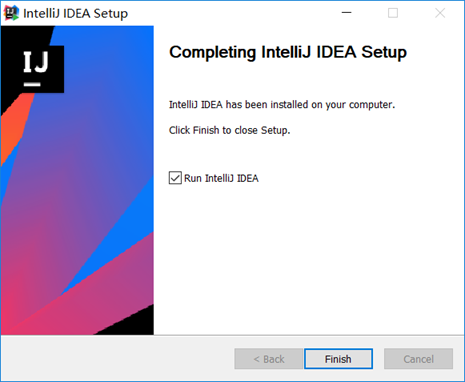 IntelliJ IDEA Setup
IJ
Completing IntelliJ IDEA Setup
IntelliJ IDEA has been installed on your computer.
Click Finish to close Setup.
Run IntelliJ IDEA
< Back
Finish
Cancel